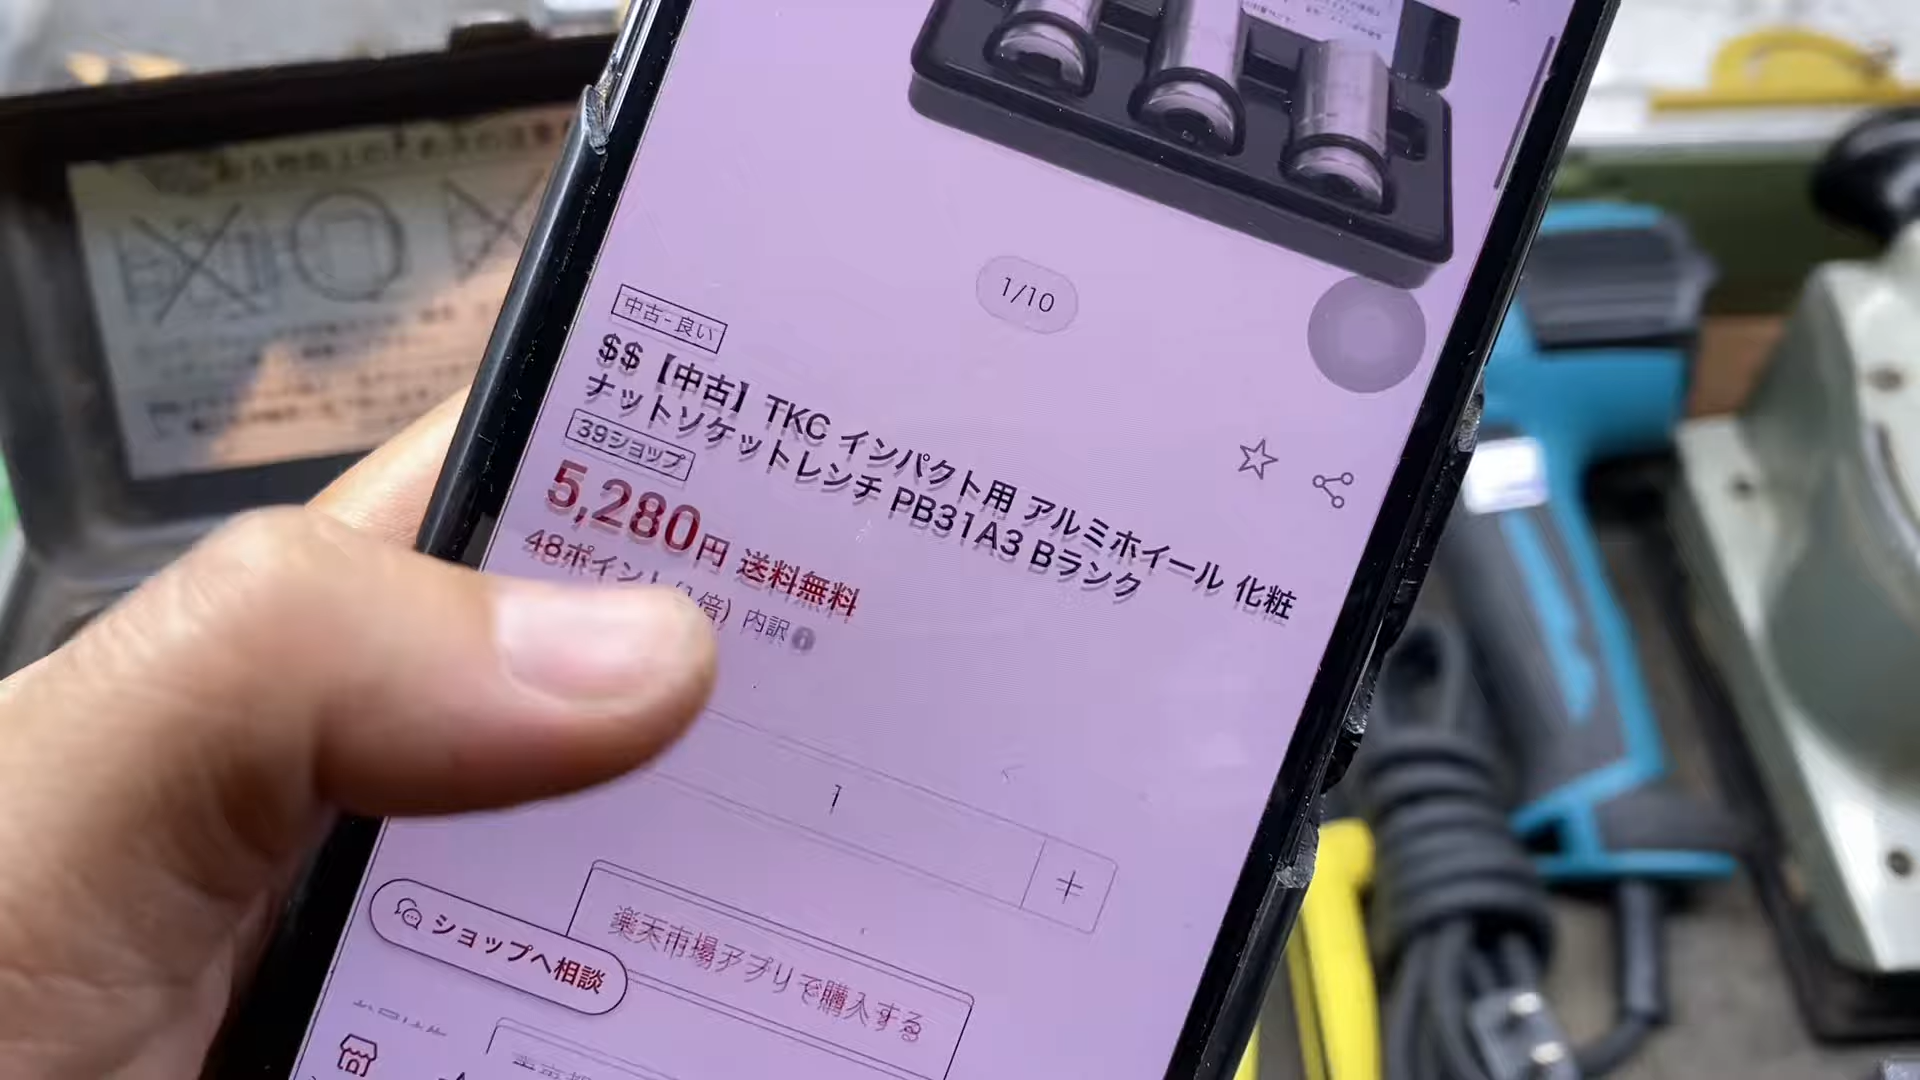 1/10
中古-良い
$$【中古】TKC インパクト用 アルミホイール 化粧
ナットソケットレンチ PB31A3 Bランク
39ショップ
5,280円 送料無料
48ポイント(1倍) 内訳
1
+
楽天市場アプリで購入する
ショップへ相談